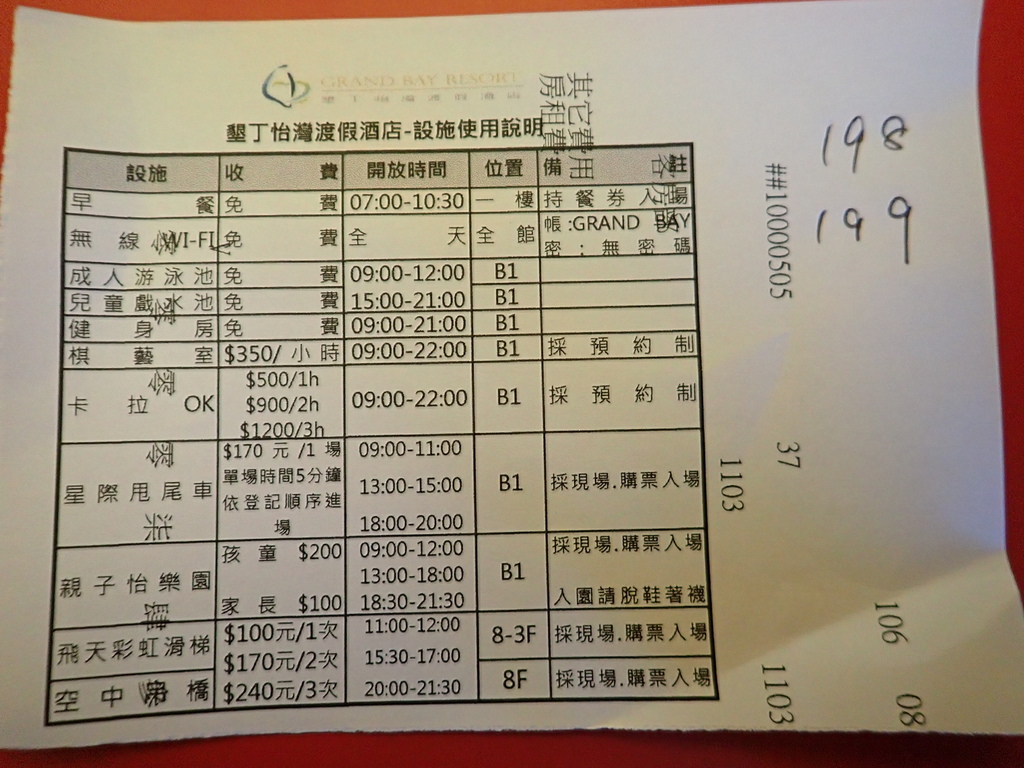 GRAND BAY RESORT
墾丁怡灣渡假酒店-設施使用說明
設施 收費 開放時間 位置 備註
早餐 免費 07:00-10:30 一樓 持餐券入場
無線WI-FI 免費 全天 全館 帳:GRAND BAY
密:無密碼
成人游泳池 免費 09:00-12:00 B1
兒童戲水池 免費 15:00-21:00 B1
健身房 免費 09:00-21:00 B1
棋藝室 $350/小時 09:00-22:00 B1 採預約制
卡拉OK $500/1h 09:00-22:00 B1 採預約制
$900/2h
$1200/3h
星際甩尾車 $170元/1場 09:00-11:00 B1 採現場.購票入場
單場時間5分鐘 13:00-15:00
依登記順序進場 18:00-20:00
親子怡樂園 孩童 $200 09:00-12:00 B1 採現場.購票入場
13:00-18:00
家長 $100 18:30-21:30 入園請脫鞋著襪
飛天彩虹滑梯 $100元/1次 11:00-12:00 8-3F 採現場.購票入場
$170元/2次 15:30-17:00
空中吊橋 $240元/3次 20:00-21:30 8F 採現場.購票入場
其它費用
房租費
零
零
零
零
柒
肆
##10000505
37
1103
106
1103
08
198
199